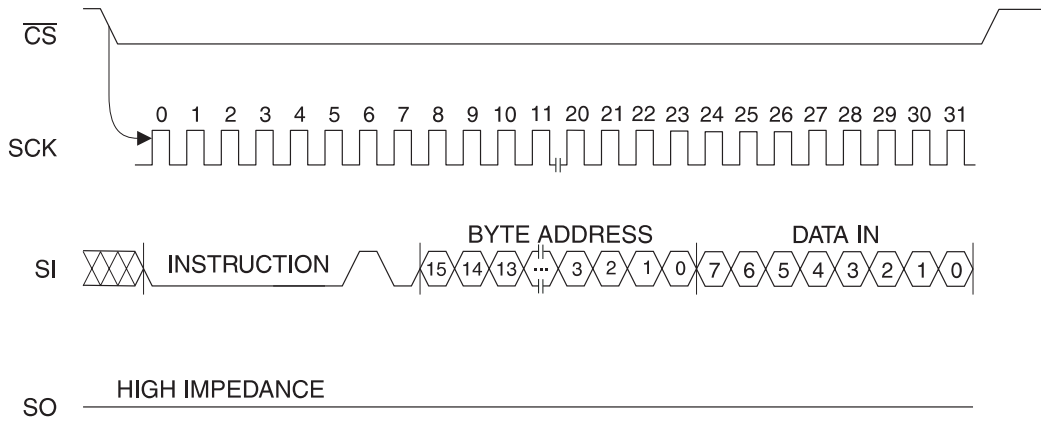 CS
0 1 2 3 4 5 6 7 8 9 10 11 20 21 22 23 24 25 26 27 28 29 30 31
SCK
BYTE ADDRESS DATA IN
SI INSTRUCTION 15 14 13 ... 3 2 1 0 7 6 5 4 3 2 1 0
HIGH IMPEDANCE
SO